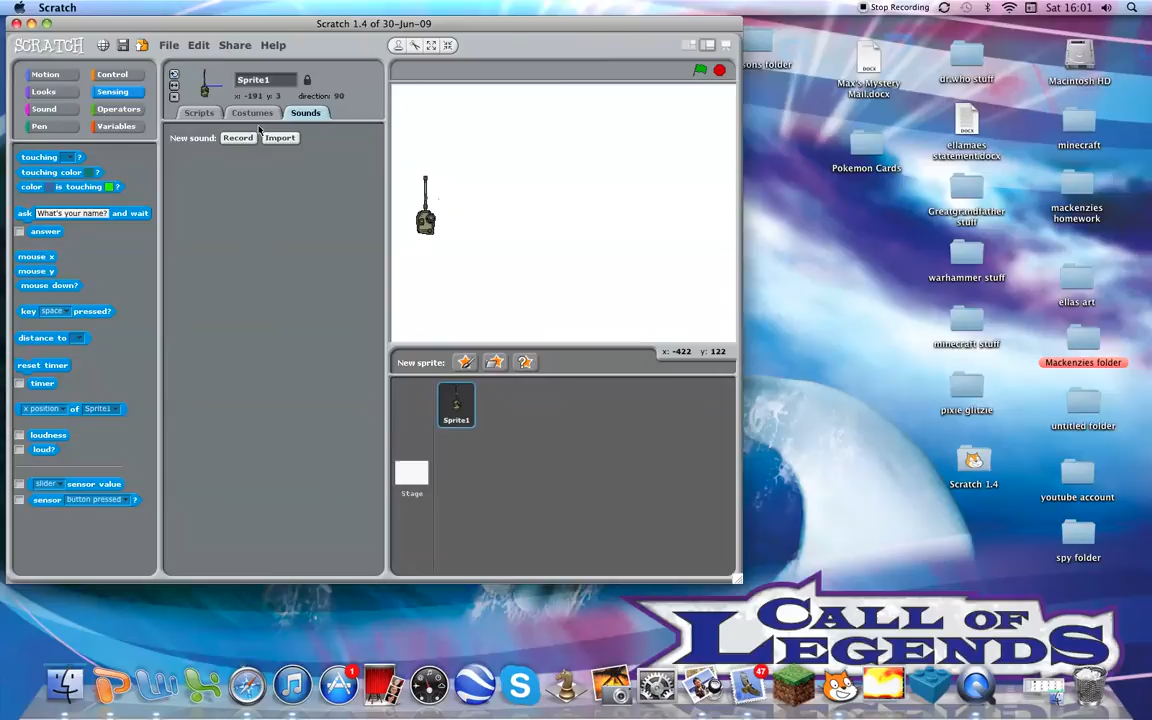 Scratch
Stop Recording
Sat 16:01
Scratch 1.4 of 30-Jun-09
SCRATCH
File
Edit
Share
Help
Motion
Control
Looks
Sensing
Sound
Operators
Pen
Variables
Sprite1
x: -191 y: 3 direction: 90
Scripts
Costumes
Sounds
New sound:
Record
Import
touching ?
touching color ?
color is touching ?
ask What's your name? and wait
answer
mouse x
mouse y
mouse down?
key space pressed?
distance to
reset timer
timer
x position of Sprite1
loudness
loud?
slider sensor value
sensor button pressed ?
x: -422 y: 122
New sprite:
Sprite1
Stage
ons folder
Max's Mystery
Mail.docx
dr.who stuff
Macintosh HD
Pokemon Cards
ellamaes
statement.docx
minecraft
Greatgrandfather
stuff
mackenzies
homework
warhammer stuff
ellas art
minecraft stuff
Mackenzies folder
pixie glitzie
untitled folder
Scratch 1.4
youtube account
spy folder
CALL OF
LEGENDS
1
47